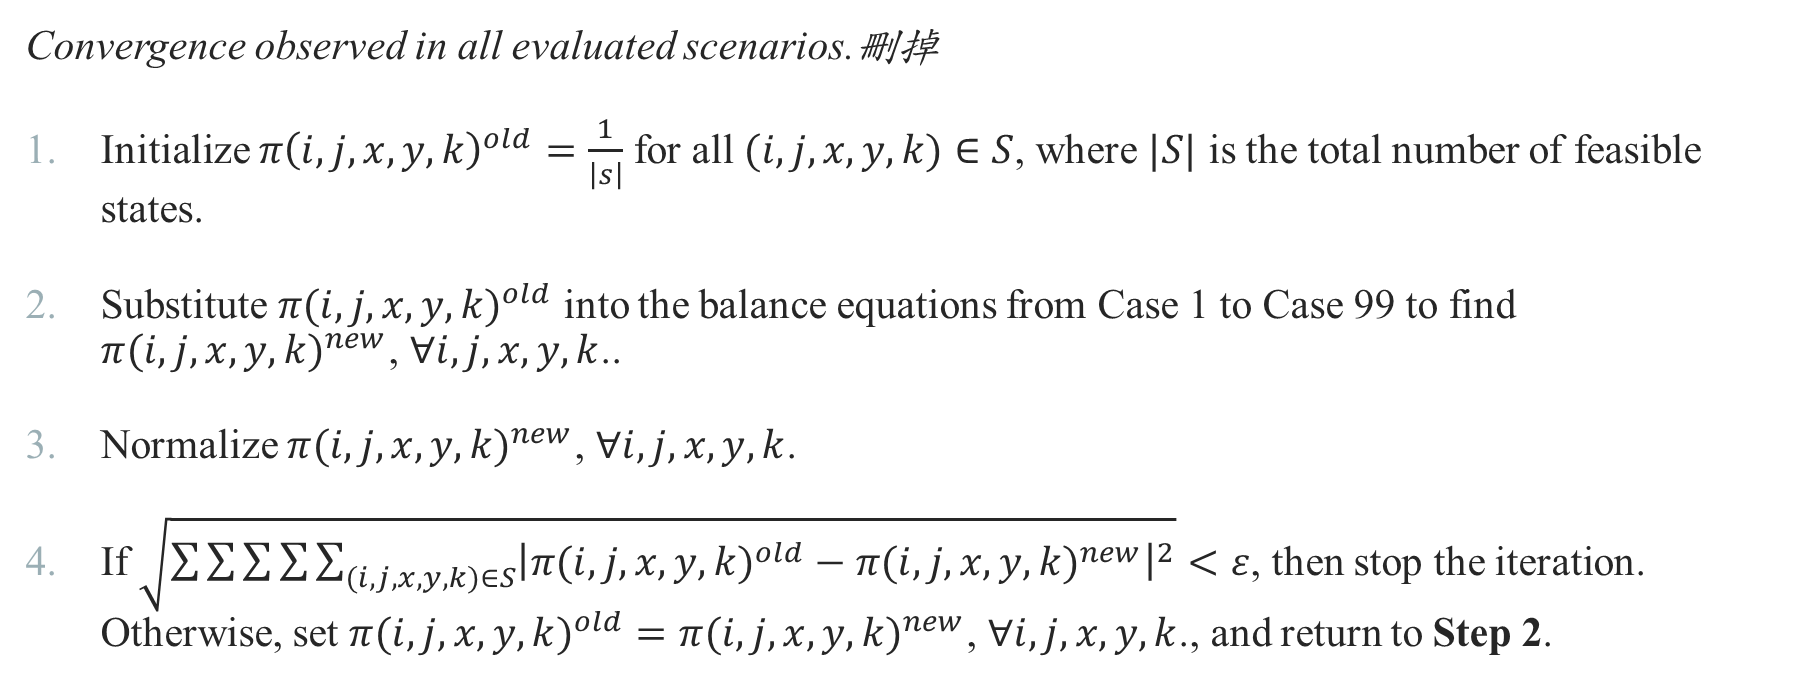 Convergence observed in all evaluated scenarios. 刪掉
1. Initialize π(i, j, x, y, k)^old = 1/|s| for all (i, j, x, y, k) ∈ S, where |S| is the total number of feasible
states.
2. Substitute π(i, j, x, y, k)^old into the balance equations from Case 1 to Case 99 to find
π(i, j, x, y, k)^new, ∀i, j, x, y, k..
3. Normalize π(i, j, x, y, k)^new, ∀i, j, x, y, k.
4. If √(∑∑∑∑∑_(i,j,x,y,k)∈S |π(i, j, x, y, k)^old − π(i, j, x, y, k)^new|^2) < ε, then stop the iteration.
Otherwise, set π(i, j, x, y, k)^old = π(i, j, x, y, k)^new, ∀i, j, x, y, k., and return to Step 2.